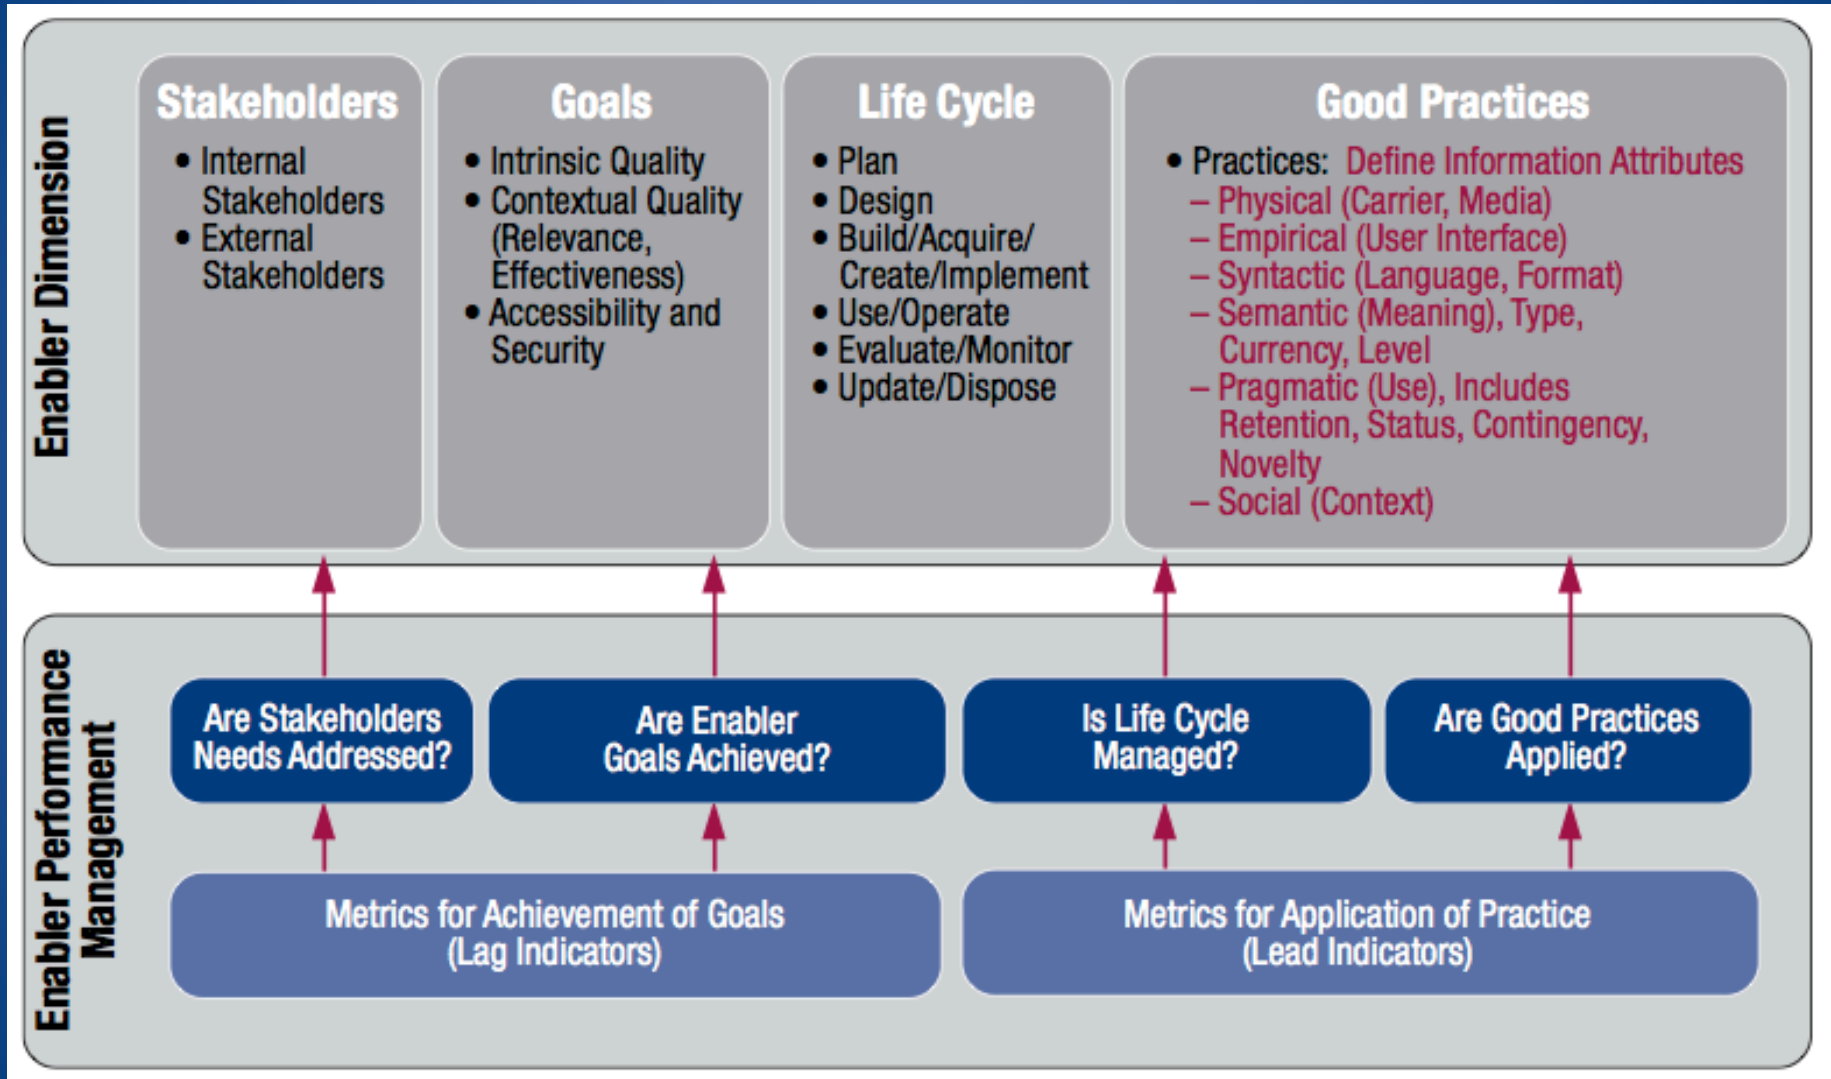 Enabler Dimension
Stakeholders
• Internal
Stakeholders
• External
Stakeholders
Goals
• Intrinsic Quality
• Contextual Quality
(Relevance,
Effectiveness)
• Accessibility and
Security
Life Cycle
• Plan
• Design
• Build/Acquire/
Create/Implement
• Use/Operate
• Evaluate/Monitor
• Update/Dispose
Good Practices
• Practices: Define Information Attributes
– Physical (Carrier, Media)
– Empirical (User Interface)
– Syntactic (Language, Format)
– Semantic (Meaning), Type,
Currency, Level
– Pragmatic (Use), Includes
Retention, Status, Contingency,
Novelty
– Social (Context)
Enabler Performance
Management
Are Stakeholders
Needs Addressed?
Are Enabler
Goals Achieved?
Is Life Cycle
Managed?
Are Good Practices
Applied?
Metrics for Achievement of Goals
(Lag Indicators)
Metrics for Application of Practice
(Lead Indicators)